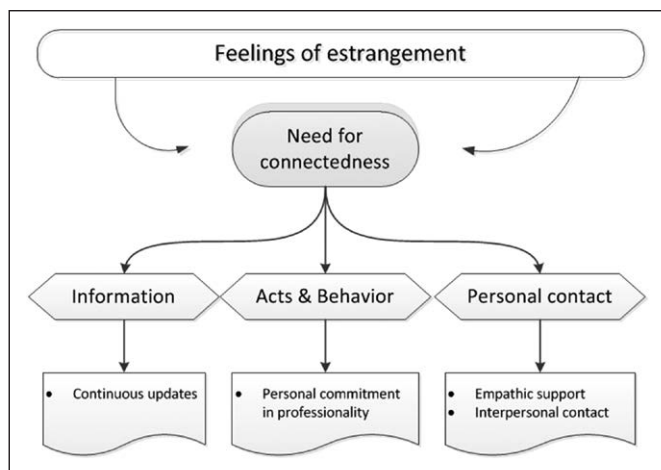 Feelings of estrangement
Need for
connectedness
Information
Acts & Behavior
Personal contact
• Continuous updates
• Personal commitment
in professionality
• Empathic support
• Interpersonal contact